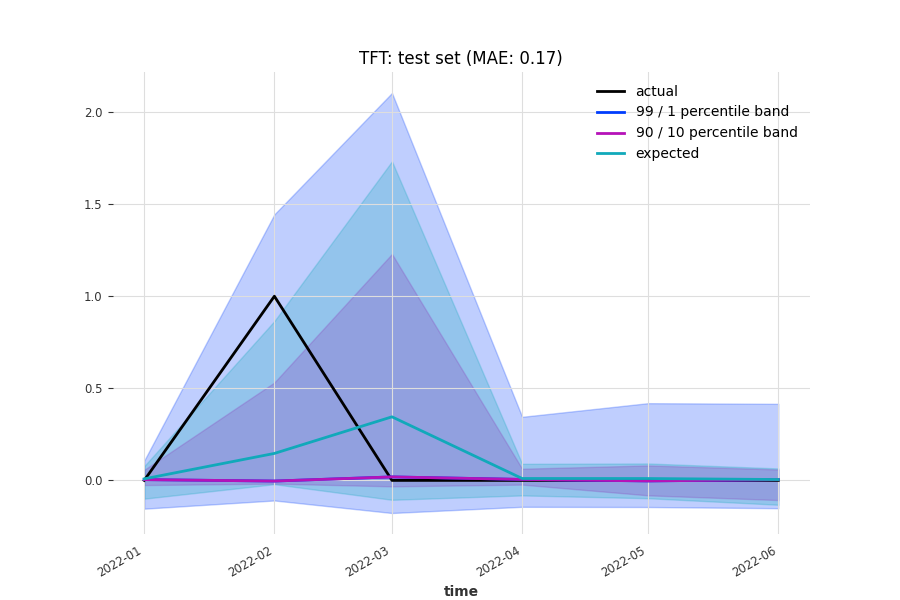 TFT: test set (MAE: 0.17)
actual
99 / 1 percentile band
90 / 10 percentile band
expected
2.0
1.5
1.0
0.5
0.0
2022-01
2022-02
2022-03
2022-04
2022-05
2022-06
time